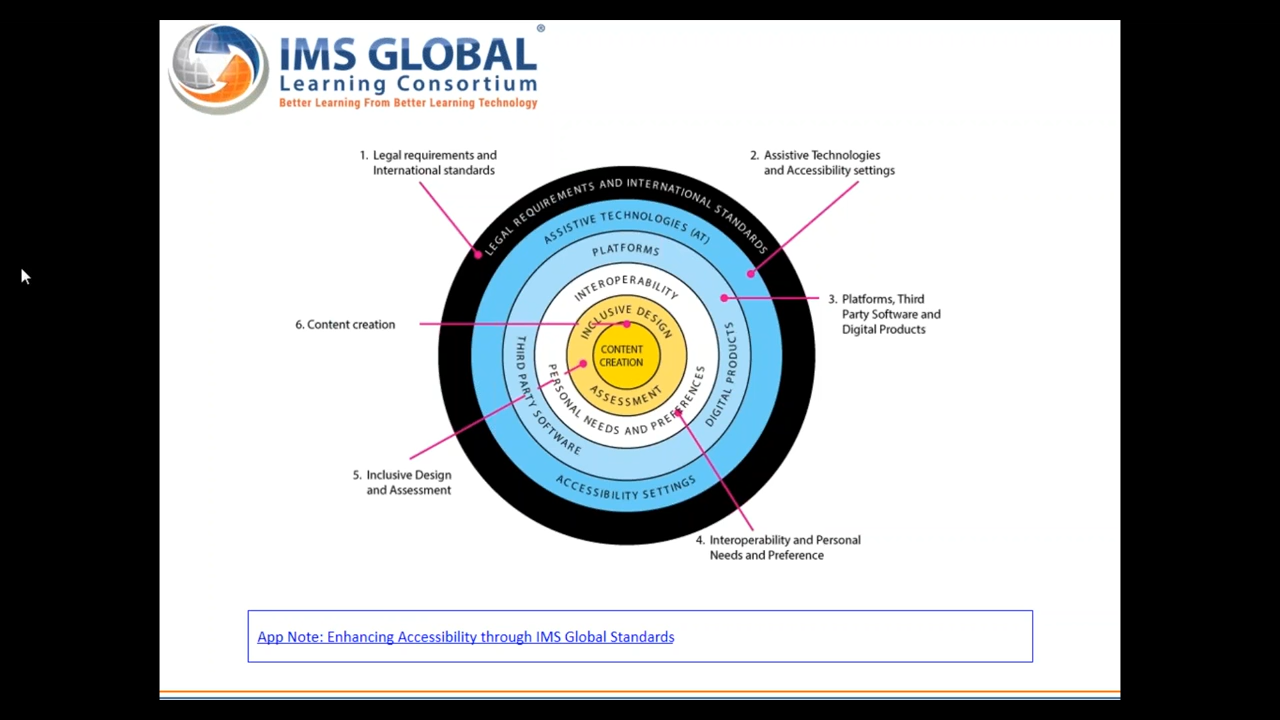 IMS GLOBAL®
Learning Consortium
Better Learning From Better Learning Technology
1. Legal requirements and
International standards
2. Assistive Technologies
and Accessibility settings
LEGAL REQUIREMENTS AND INTERNATIONAL STANDARDS
ASSISTIVE TECHNOLOGIES (AT)
PLATFORMS
INTEROPERABILITY
INCLUSIVE DESIGN
CONTENT
CREATION
ASSESSMENT
PERSONAL NEEDS AND PREFERENCES
THIRD PARTY SOFTWARE
DIGITAL PRODUCTS
ACCESSIBILITY SETTINGS
3. Platforms, Third
Party Software and
Digital Products
6. Content creation
5. Inclusive Design
and Assessment
4. Interoperability and Personal
Needs and Preference
App Note: Enhancing Accessibility through IMS Global Standards